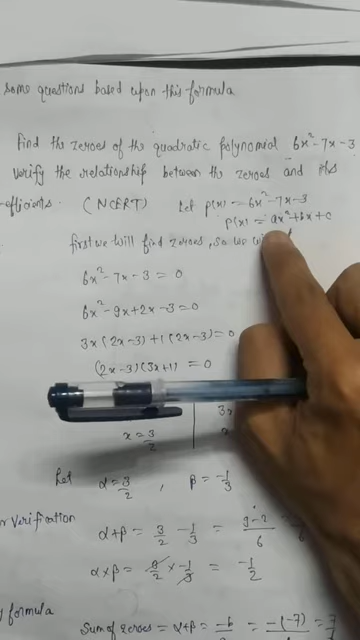 some questions based upon this formula
Find the zeroes of the quadratic polynomial 6x²-7x-3
verify the relationship between the zeroes and its
-efficients. (NCERT) Let p(x) = 6x²-7x-3
p(x) = ax²+bx+c
first we will find zeroes, so we
6x²-7x-3 = 0
6x²-9x+2x-3 = 0
3x(2x-3)+1(2x-3) = 0
(2x-3)(3x+1) = 0
3x
x = 3/2
x
Let α = 3/2 , β = -1/3
verification α+β = 3/2 - 1/3 = 9-2/6
α×β = 3/2 × -1/3 = -1/2
formula
Sum of zeroes = α+β = -b = -(-7) = 7